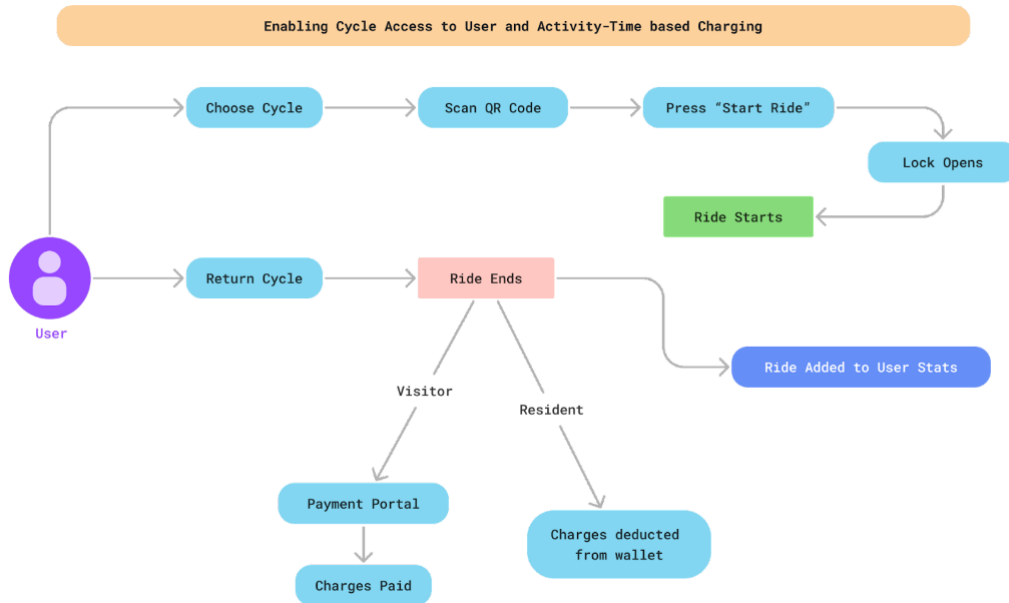 Enabling Cycle Access to User and Activity-Time based Charging
Choose Cycle
Scan QR Code
Press “Start Ride”
Lock Opens
Ride Starts
User
Return Cycle
Ride Ends
Ride Added to User Stats
Visitor
Resident
Payment Portal
Charges deducted
from wallet
Charges Paid